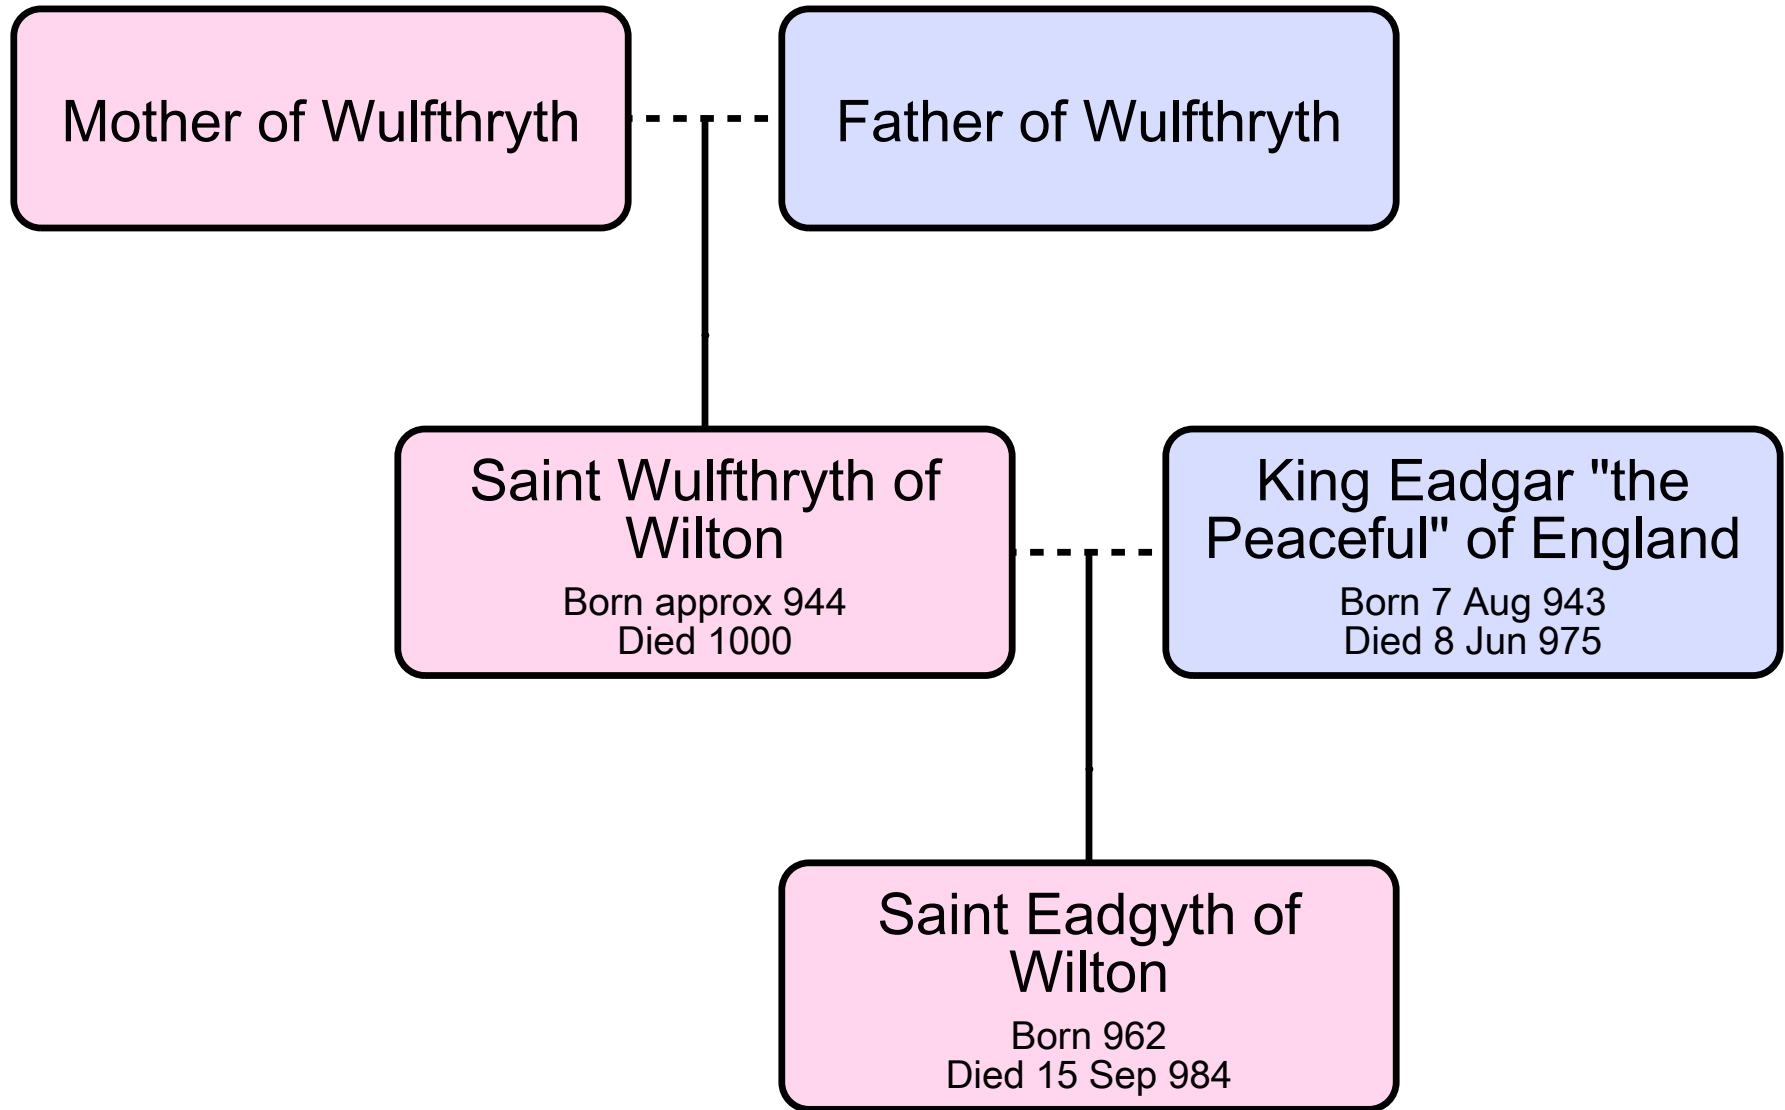 Mother of Wulfthryth
Father of Wulfthryth
Saint Wulfthryth of
Wilton
Born approx 944
Died 1000
King Eadgar "the
Peaceful" of England
Born 7 Aug 943
Died 8 Jun 975
Saint Eadgyth of
Wilton
Born 962
Died 15 Sep 984